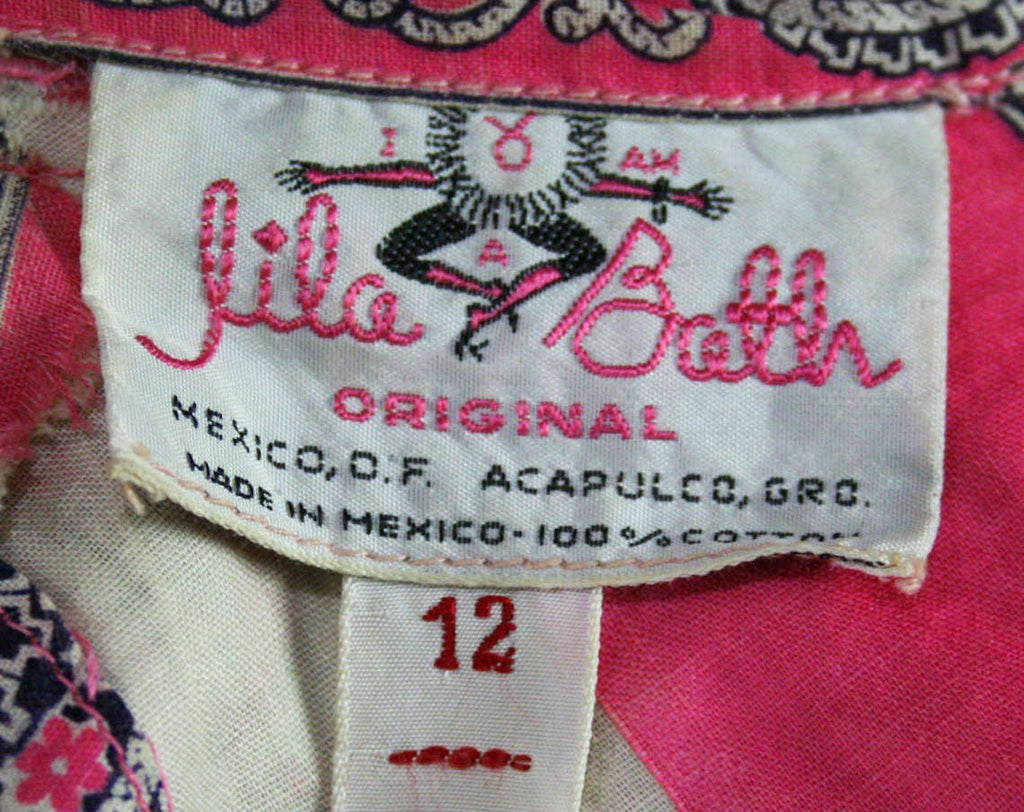 I AM
A
Lila Bath
ORIGINAL
MEXICO, D.F. ACAPULCO, GRO.
MADE IN MEXICO-100% COTTON
12